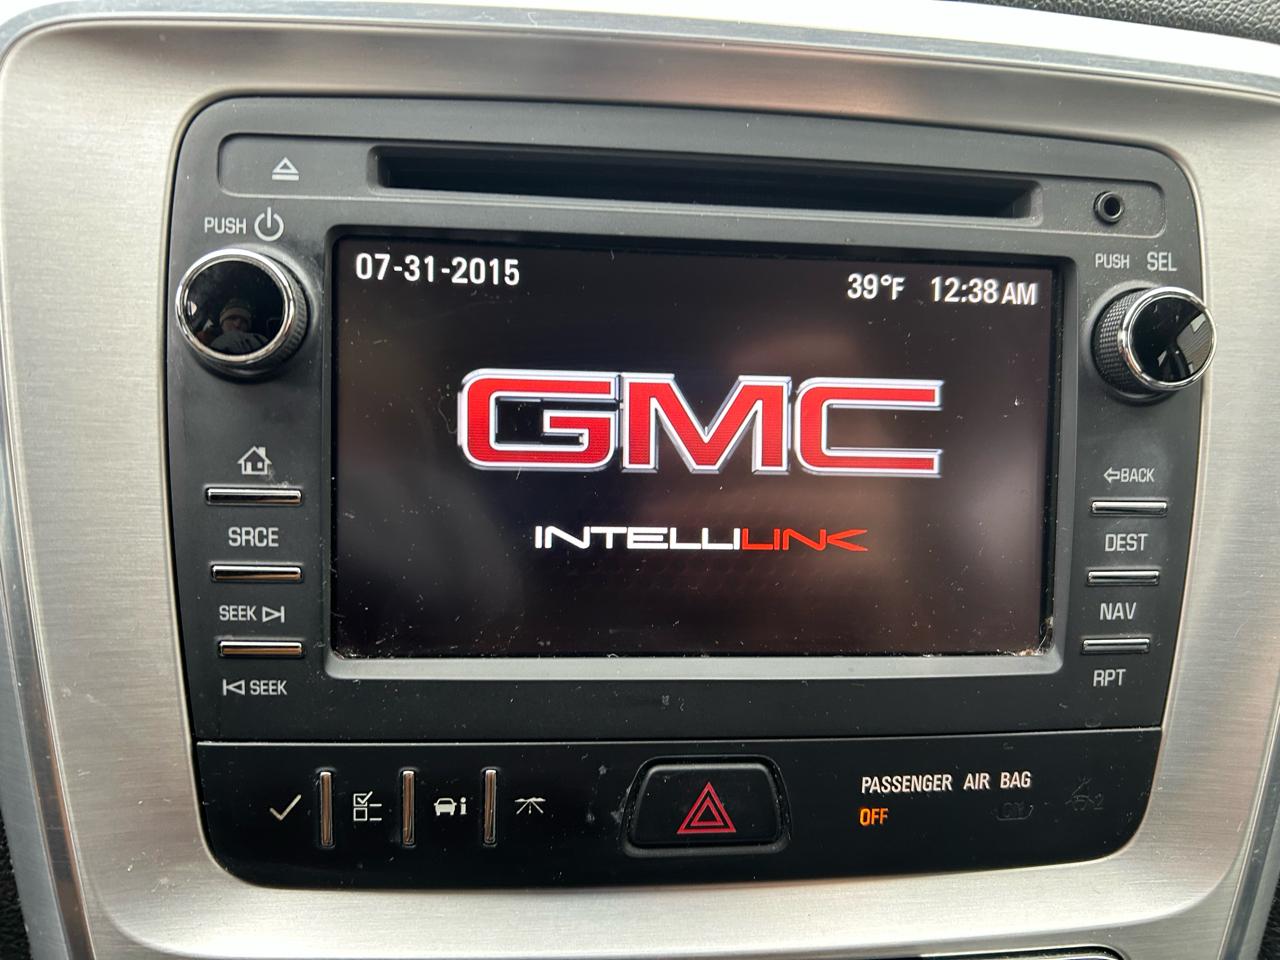 PUSH
07-31-2015
39°F 12:38 AM
PUSH SEL
GMC
INTELLILINK
SRCE
SEEK
SEEK
BACK
DEST
NAV
RPT
PASSENGER AIR BAG
OFF